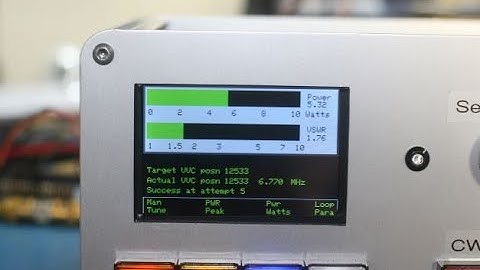 Power
5.32
0 2 4 6 8 10 Watts
VSWR
1.76
1 1.5 2 3 5 7 10
Target VVC posn 12533
Actual VVC posn 12533 6.770 MHz
Success at attempt 5
Man PWR Pwr Loop
Tune Peak Watts Para
Se
CW